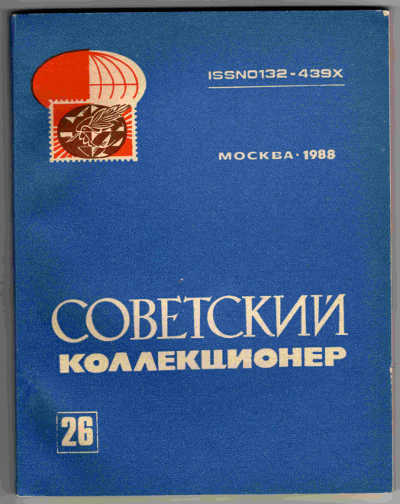 ISSN0132-439X
МОСКВА·1988
СОВЕТСКИЙ
КОЛЛЕКЦИОНЕР
26